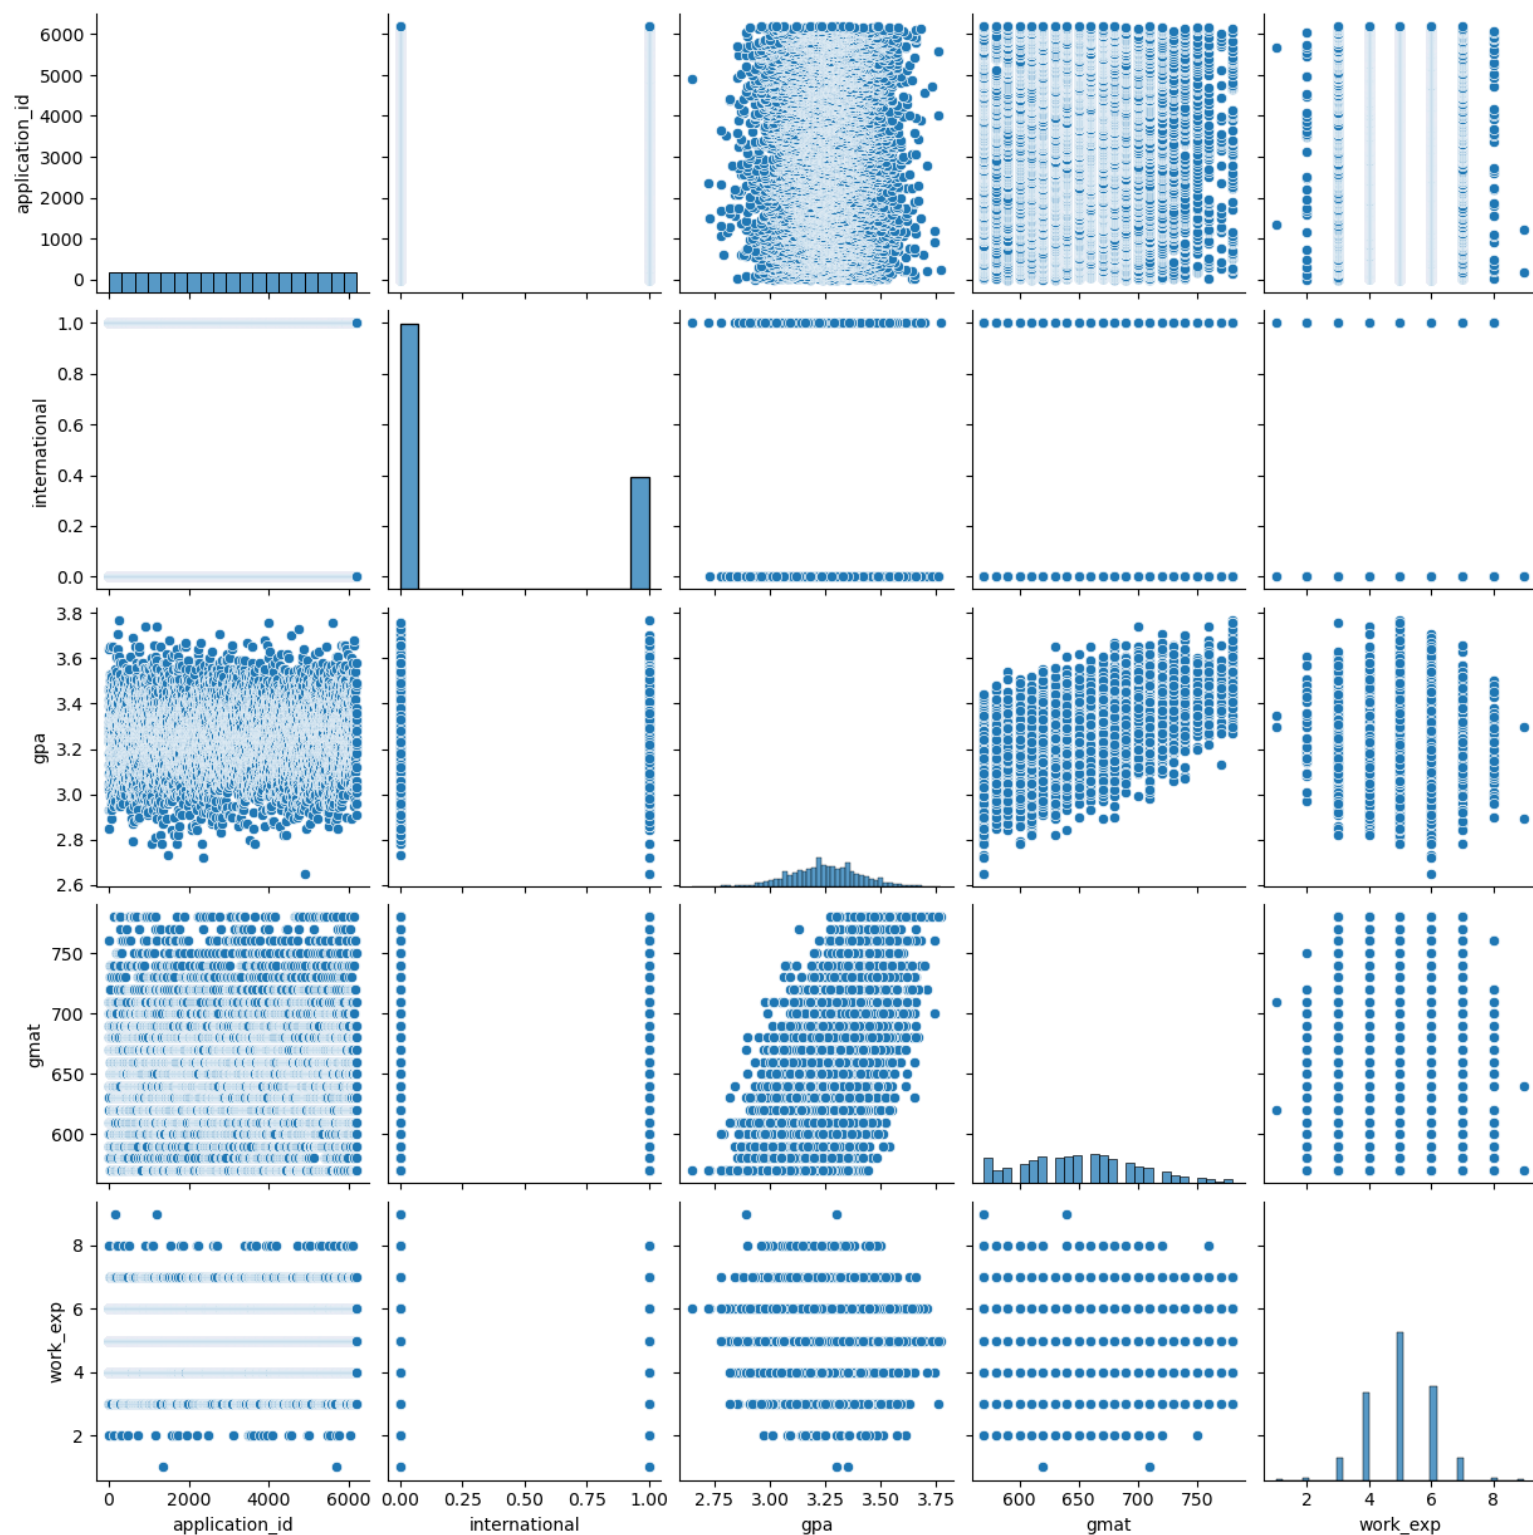 6000
5000
4000
3000
2000
1000
0
application_id
1.0
0.8
0.6
0.4
0.2
0.0
international
3.8
3.6
3.4
3.2
3.0
2.8
2.6
gpa
750
700
650
600
gmat
8
6
4
2
work_exp
0 2000 4000 6000
0.00 0.25 0.50 0.75 1.00
2.75 3.00 3.25 3.50 3.75
600 650 700 750
2 4 6 8
application_id international gpa gmat work_exp